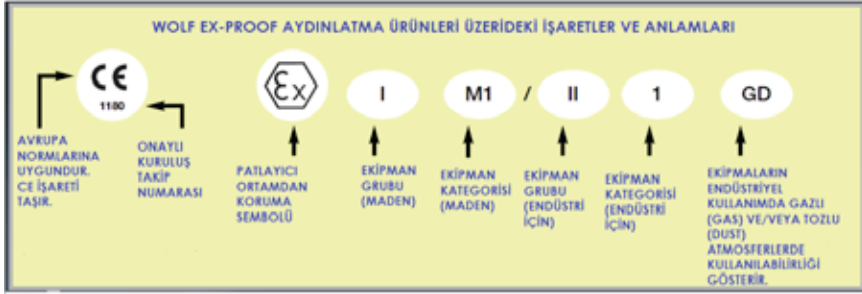 WOLF EX-PROOF AYDINLATMA ÜRÜNLERİ ÜZERİDEKİ İŞARETLER VE ANLAMLARI
CE
1180
Ex
I
M1
/
II
1
GD
AVRUPA
NORMLARINA
UYGUNDUR.
CE İŞARETİ
TAŞIR.
ONAYLI
KURULUŞ
TAKİP
NUMARASI
PATLAYICI
ORTAMDAN
KORUMA
SEMBOLÜ
EKİPMAN
GRUBU
(MADEN)
EKİPMAN
KATEGORİSİ
(MADEN)
EKİPMAN
GRUBU
(ENDÜSTRİ
İÇİN)
EKİPMAN
KATEGORİSİ
(ENDÜSTRİ
İÇİN)
EKİPMALARIN
ENDÜSTRİYEL
KULLANIMDA GAZLI
(GAS) VE/VEYA TOZLU
(DUST)
ATMOSFERLERDE
KULLANILABİLİRLİĞİ
GÖSTERİR.